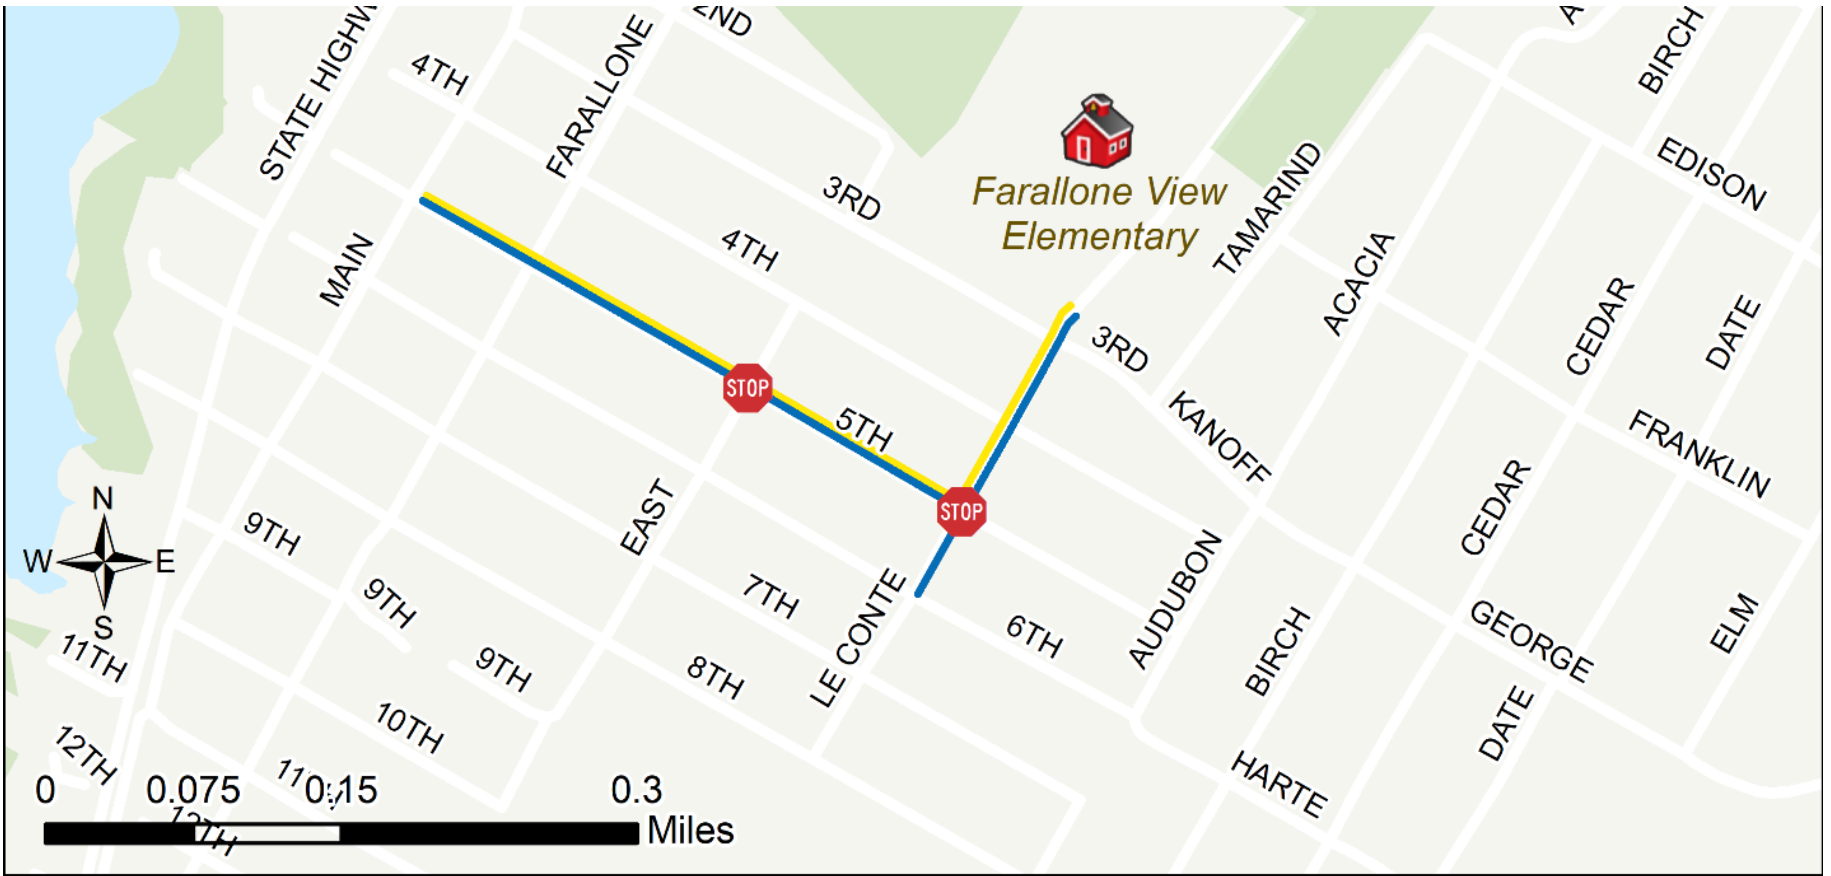 2ND
STATE HIGHW
4TH
FARALLONE
BIRCH
EDISON
3RD
Farallone View
Elementary
TAMARIND
MAIN
4TH
ACACIA
CEDAR
DATE
3RD
STOP
5TH
KANOFF
FRANKLIN
STOP
CEDAR
N
W E
S
9TH
EAST
9TH
7TH
LE CONTE
6TH
AUDUBON
BIRCH
GEORGE
ELM
11TH
9TH
8TH
10TH
DATE
12TH
HARTE
0 0.075 0.15 0.3
12TH
Miles